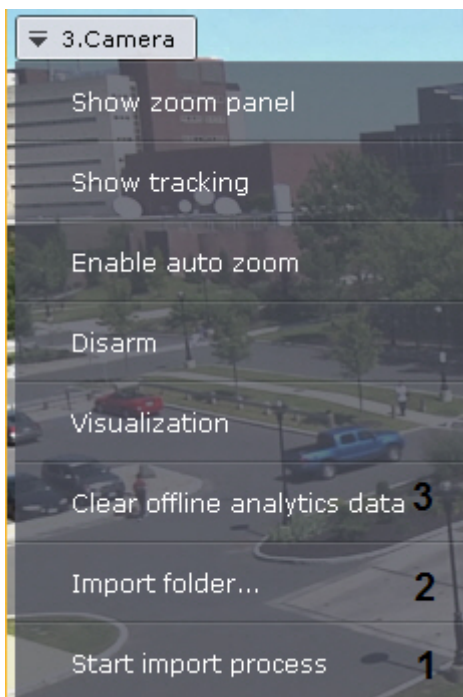 3.Camera
Show zoom panel
Show tracking
Enable auto zoom
Disarm
Visualization
Clear offline analytics data 3
Import folder... 2
Start import process 1